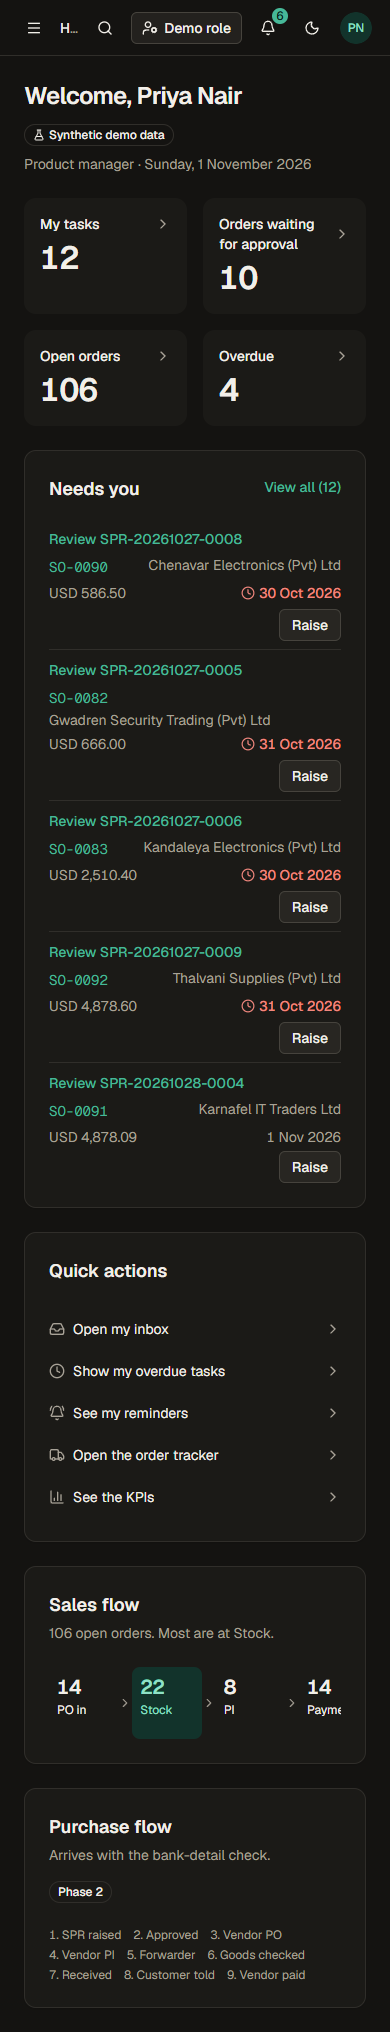 H...
Demo role
6
PN
Welcome, Priya Nair
Synthetic demo data
Product manager · Sunday, 1 November 2026
My tasks
12
Orders waiting
for approval
10
Open orders
106
Overdue
4
Needs you
View all (12)
Review SPR-20261027-0008
SO-0090 Chenavar Electronics (Pvt) Ltd
USD 586.50 30 Oct 2026
Raise
Review SPR-20261027-0005
SO-0082
Gwadren Security Trading (Pvt) Ltd
USD 666.00 31 Oct 2026
Raise
Review SPR-20261027-0006
SO-0083 Kandaleya Electronics (Pvt) Ltd
USD 2,510.40 30 Oct 2026
Raise
Review SPR-20261027-0009
SO-0092 Thalvani Supplies (Pvt) Ltd
USD 4,878.60 31 Oct 2026
Raise
Review SPR-20261028-0004
SO-0091 Karnafel IT Traders Ltd
USD 4,878.09 1 Nov 2026
Raise
Quick actions
Open my inbox
Show my overdue tasks
See my reminders
Open the order tracker
See the KPIs
Sales flow
106 open orders. Most are at Stock.
14 22 8 14
PO in Stock PI Payme
Purchase flow
Arrives with the bank-detail check.
Phase 2
1. SPR raised 2. Approved 3. Vendor PO
4. Vendor PI 5. Forwarder 6. Goods checked
7. Received 8. Customer told 9. Vendor paid